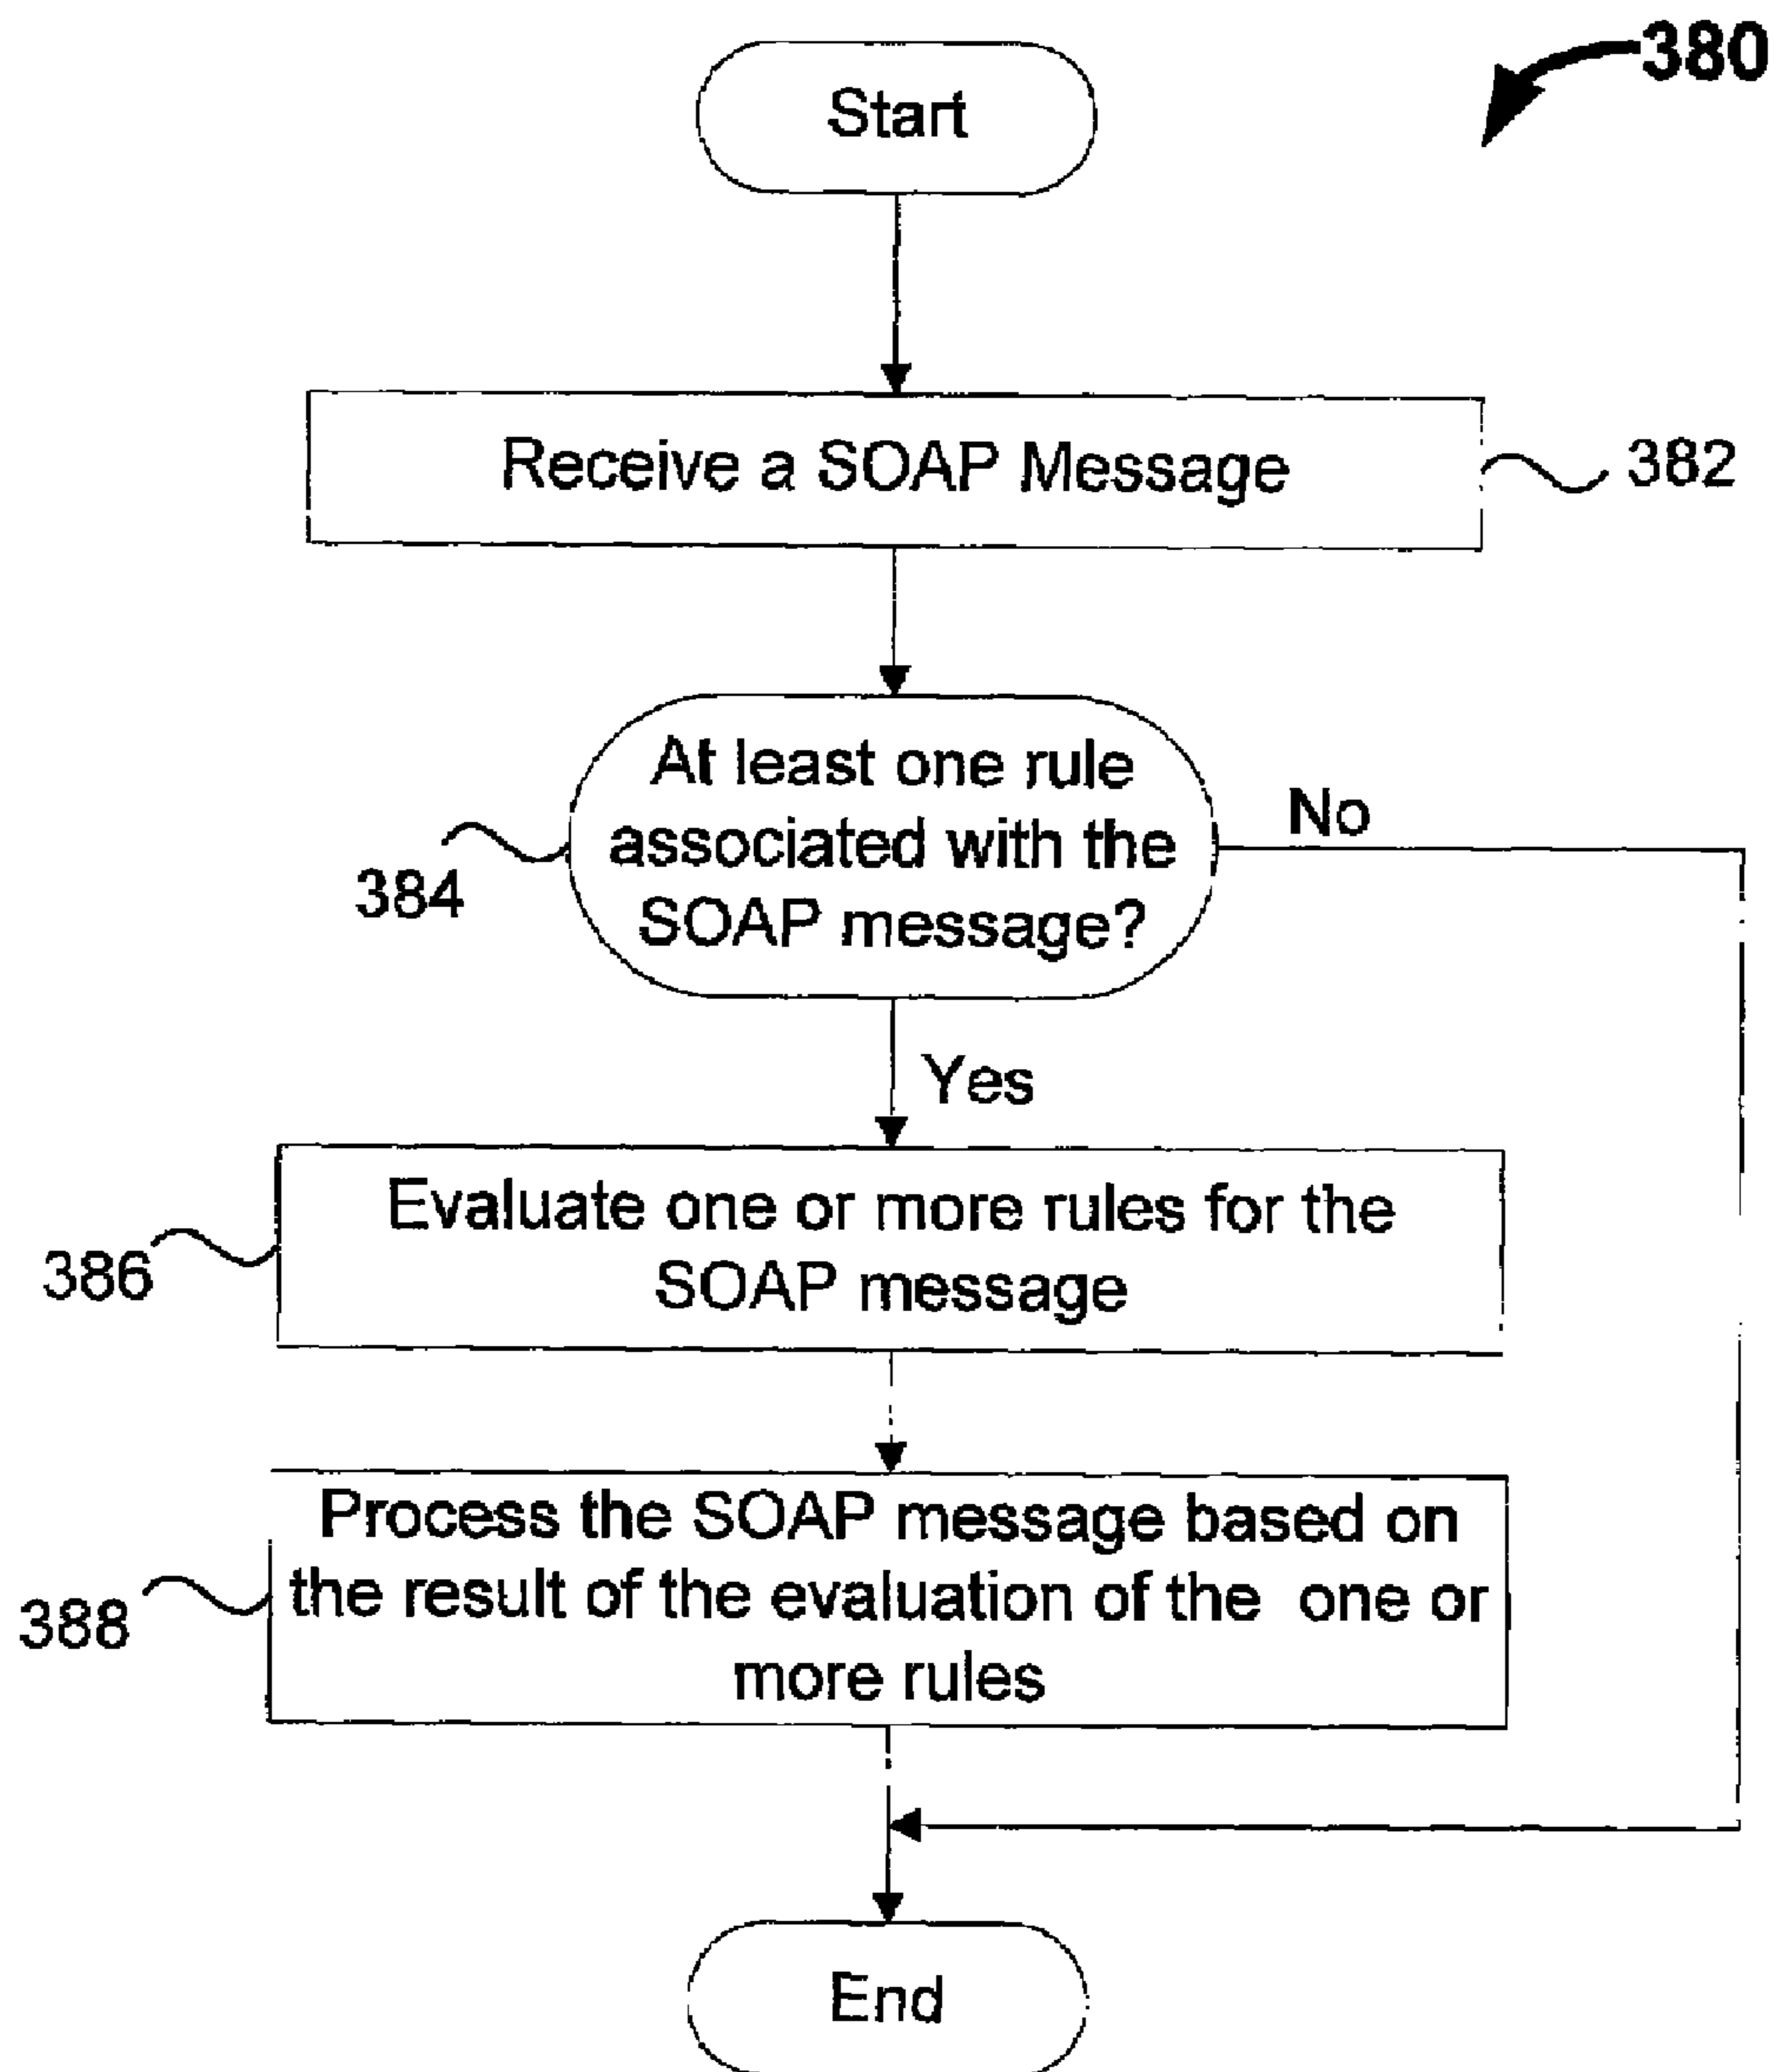 380
Start
Receive a SOAP Message
382
At least one rule
associated with the
SOAP message?
No
384
Yes
Evaluate one or more rules for the
SOAP message
386
Process the SOAP message based on
the result of the evaluation of the one or
more rules
388
End